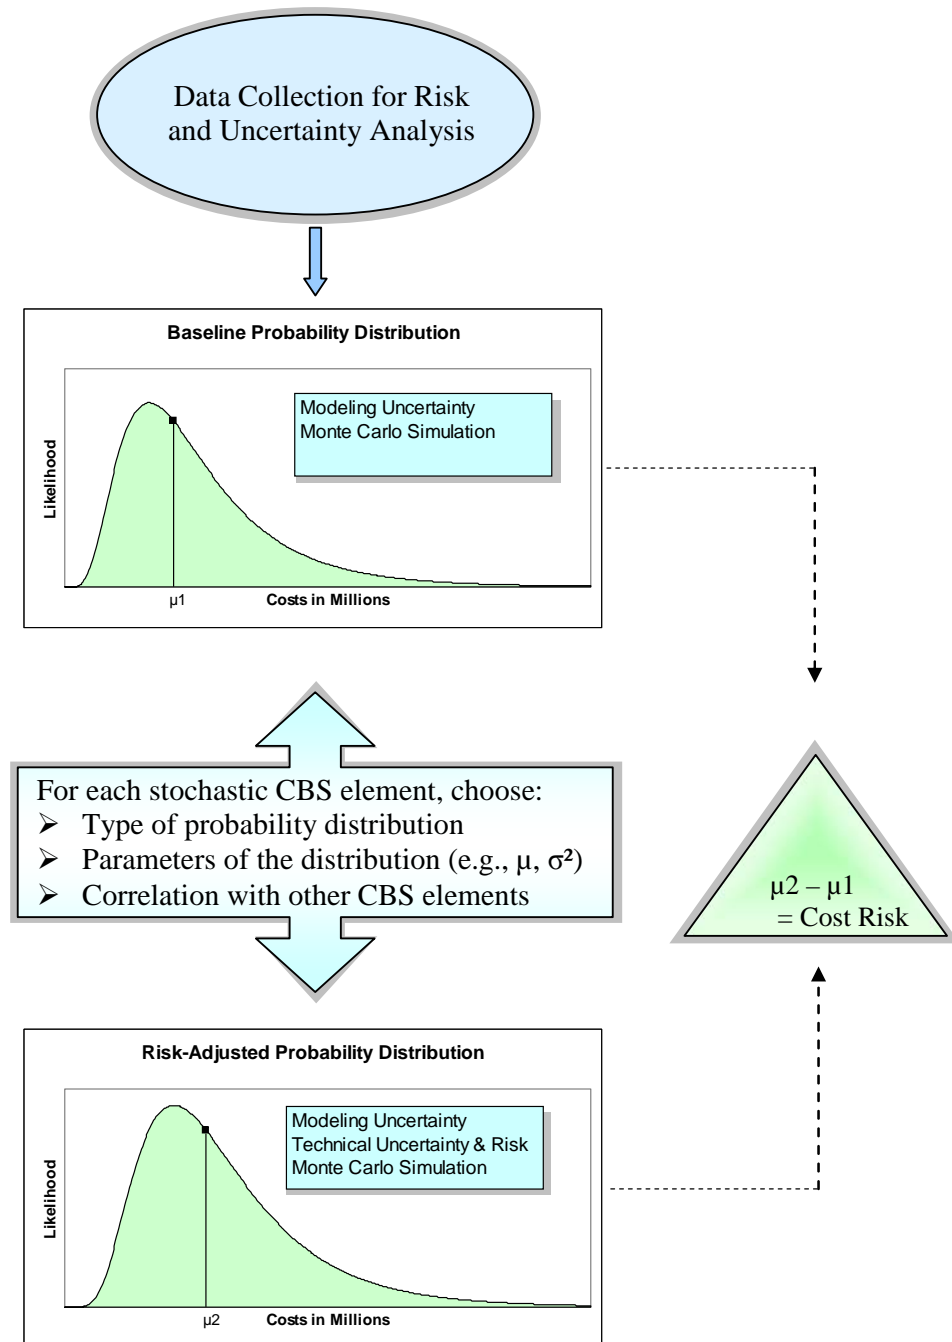 Data Collection for Risk
and Uncertainty Analysis
Baseline Probability Distribution
Modeling Uncertainty
Monte Carlo Simulation
Likelihood
μ1
Costs in Millions
For each stochastic CBS element, choose:
➢ Type of probability distribution
➢ Parameters of the distribution (e.g., μ, σ²)
➢ Correlation with other CBS elements
μ2 – μ1
= Cost Risk
Risk-Adjusted Probability Distribution
Modeling Uncertainty
Technical Uncertainty & Risk
Monte Carlo Simulation
Likelihood
μ2
Costs in Millions